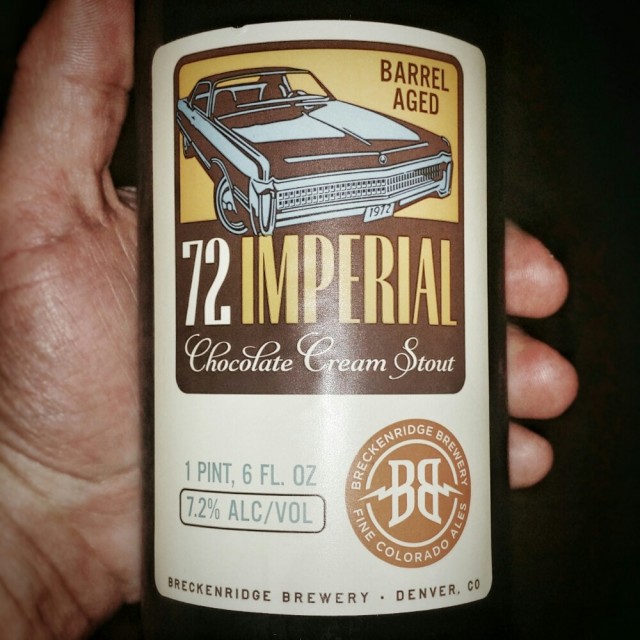 BARREL
AGED
1972
72 IMPERIAL
Chocolate Cream Stout
1 PINT, 6 FL. OZ
7.2% ALC/VOL
BRECKENRIDGE BREWERY
BB
FINE COLORADO ALES
BRECKENRIDGE BREWERY · DENVER, CO